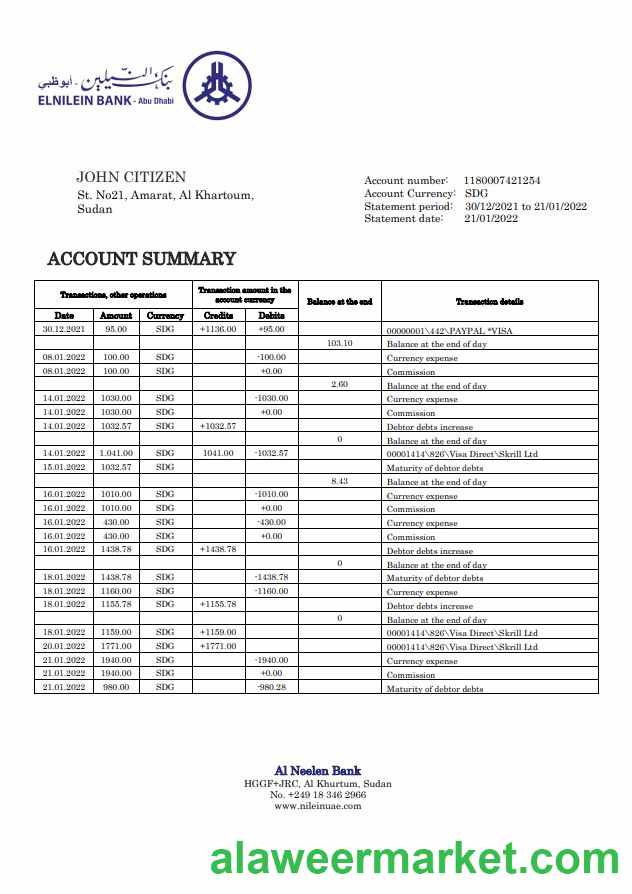 بنك النيلين - أبوظبي
ELNILEIN BANK - Abu Dhabi
JOHN CITIZEN
St. No21, Amarat, Al Khartoum,
Sudan
Account number: 1180007421254
Account Currency: SDG
Statement period: 30/12/2021 to 21/01/2022
Statement date: 21/01/2022
ACCOUNT SUMMARY
Transactions, other operations Transaction amount in the account currency Balance at the end Transaction details
Date Amount Currency Credits Debits
30.12.2021 95.00 SDG +1136.00 +95.00 00000001\442\PAYPAL *VISA
103.10 Balance at the end of day
08.01.2022 100.00 SDG -100.00 Currency expense
08.01.2022 100.00 SDG +0.00 Commission
2.60 Balance at the end of day
14.01.2022 1030.00 SDG -1030.00 Currency expense
14.01.2022 1030.00 SDG +0.00 Commission
14.01.2022 1032.57 SDG +1032.57 Debtor debts increase
0 Balance at the end of day
14.01.2022 1.041.00 SDG 1041.00 -1032.57 00001414\826\Visa Direct\Skrill Ltd
15.01.2022 1032.57 SDG Maturity of debtor debts
8.43 Balance at the end of day
16.01.2022 1010.00 SDG -1010.00 Currency expense
16.01.2022 1010.00 SDG +0.00 Commission
16.01.2022 430.00 SDG -430.00 Currency expense
16.01.2022 430.00 SDG +0.00 Commission
16.01.2022 1438.78 SDG +1438.78 Debtor debts increase
0 Balance at the end of day
18.01.2022 1438.78 SDG -1438.78 Maturity of debtor debts
18.01.2022 1160.00 SDG -1160.00 Currency expense
18.01.2022 1155.78 SDG +1155.78 Debtor debts increase
0 Balance at the end of day
18.01.2022 1159.00 SDG +1159.00 00001414\826\Visa Direct\Skrill Ltd
20.01.2022 1771.00 SDG +1771.00 00001414\826\Visa Direct\Skrill Ltd
21.01.2022 1940.00 SDG -1940.00 Currency expense
21.01.2022 1940.00 SDG +0.00 Commission
21.01.2022 980.00 SDG -980.28 Maturity of debtor debts
Al Neelen Bank
HGGF+JRC, Al Khurtum, Sudan
No. +249 18 346 2966
www.nileinuae.com
alaweermarket.com